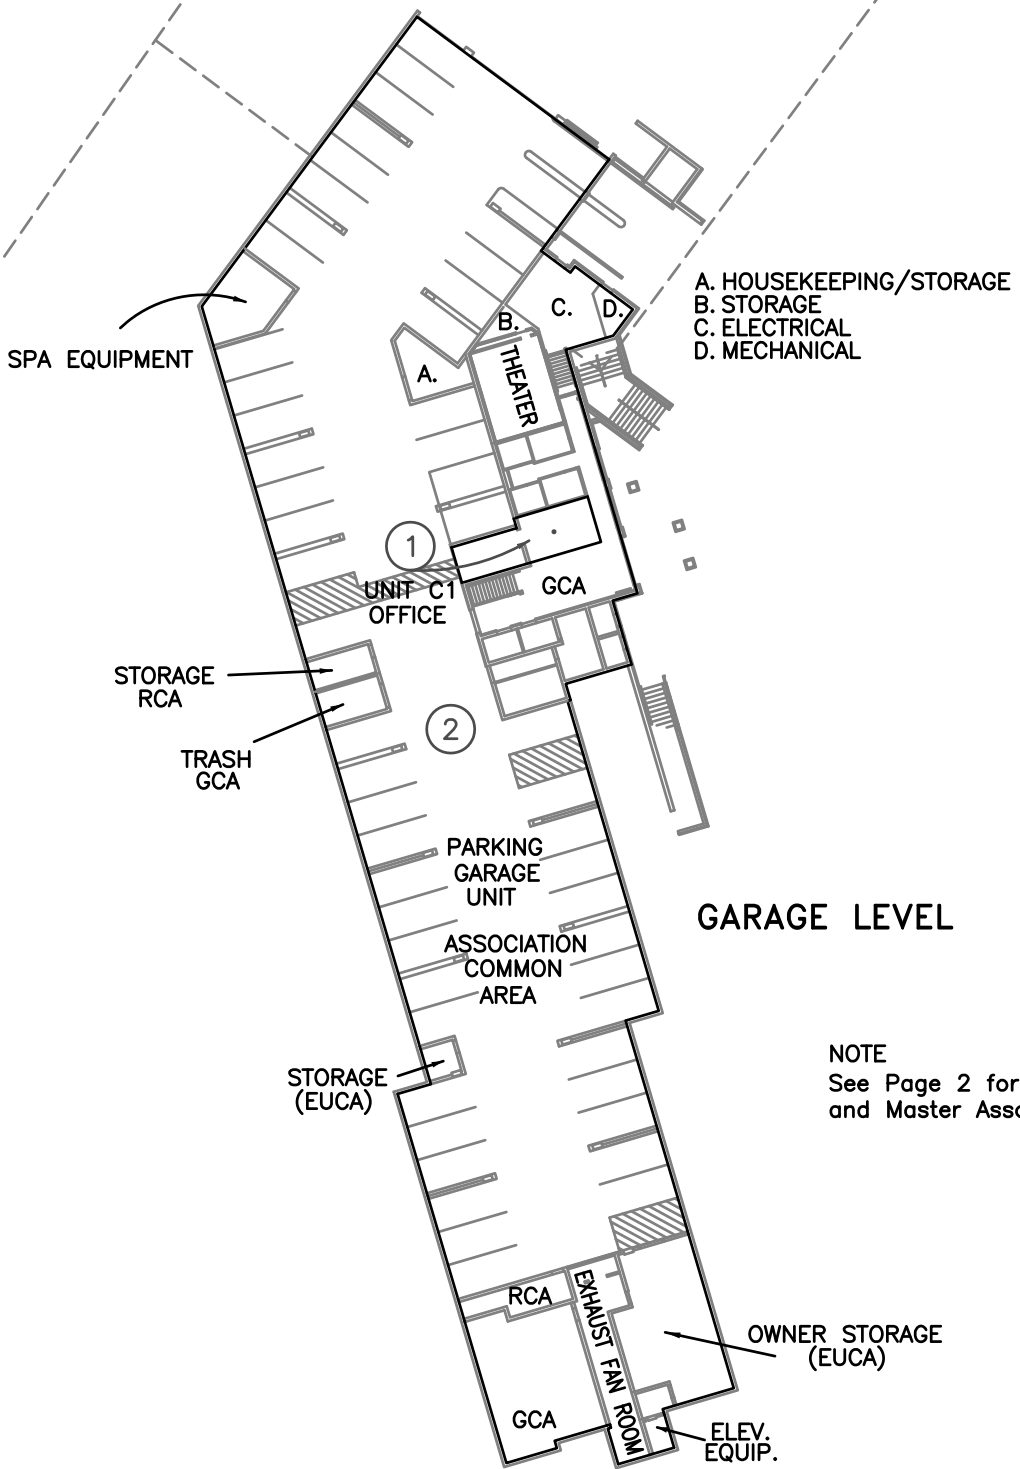 A. HOUSEKEEPING/STORAGE
B. STORAGE
C. ELECTRICAL
D. MECHANICAL
SPA EQUIPMENT
A.
B.
C.
D.
THEATER
1
UNIT C1
OFFICE
GCA
STORAGE
RCA
TRASH
GCA
2
PARKING
GARAGE
UNIT
ASSOCIATION
COMMON
AREA
GARAGE LEVEL
NOTE
See Page 2 for
and Master Asso
STORAGE
(EUCA)
RCA
EXHAUST FAN ROOM
OWNER STORAGE
(EUCA)
GCA
ELEV.
EQUIP.